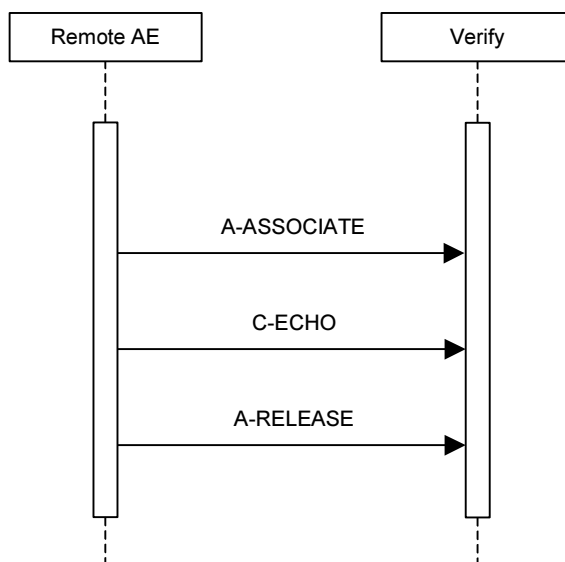 Remote AE
Verify
A-ASSOCIATE
C-ECHO
A-RELEASE